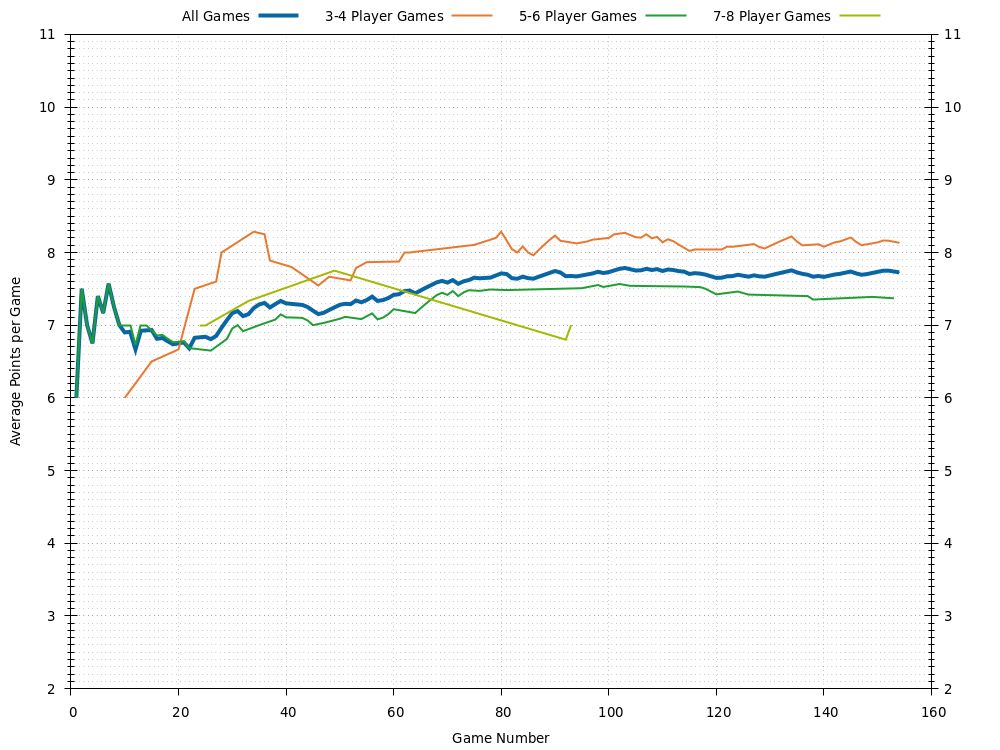 All Games 3-4 Player Games 5-6 Player Games 7-8 Player Games
11 11
10 10
9 9
8 8
7 7
6 6
5 5
4 4
3 3
2 2
Average Points per Game
0 20 40 60 80 100 120 140 160
Game Number